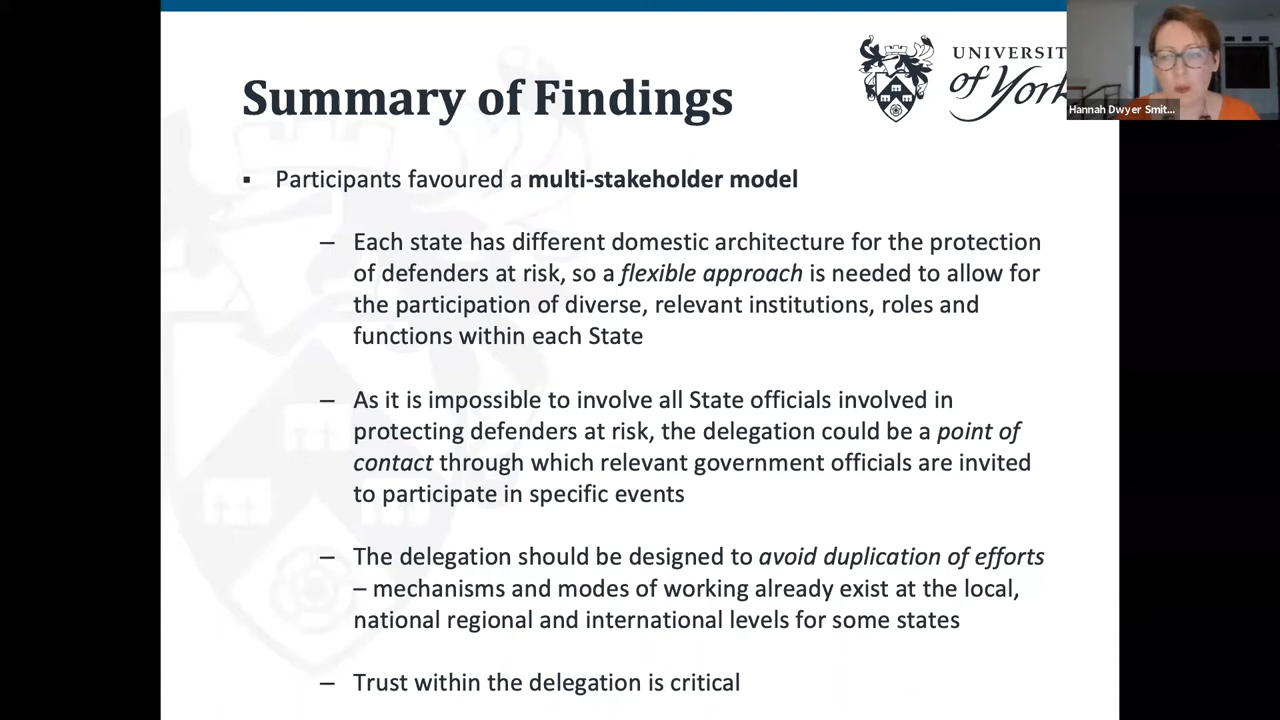 Summary of Findings
UNIVERSIT
of York
Hannah Dwyer Smit...
▪ Participants favoured a multi-stakeholder model
– Each state has different domestic architecture for the protection
of defenders at risk, so a flexible approach is needed to allow for
the participation of diverse, relevant institutions, roles and
functions within each State
– As it is impossible to involve all State officials involved in
protecting defenders at risk, the delegation could be a point of
contact through which relevant government officials are invited
to participate in specific events
– The delegation should be designed to avoid duplication of efforts
– mechanisms and modes of working already exist at the local,
national regional and international levels for some states
– Trust within the delegation is critical